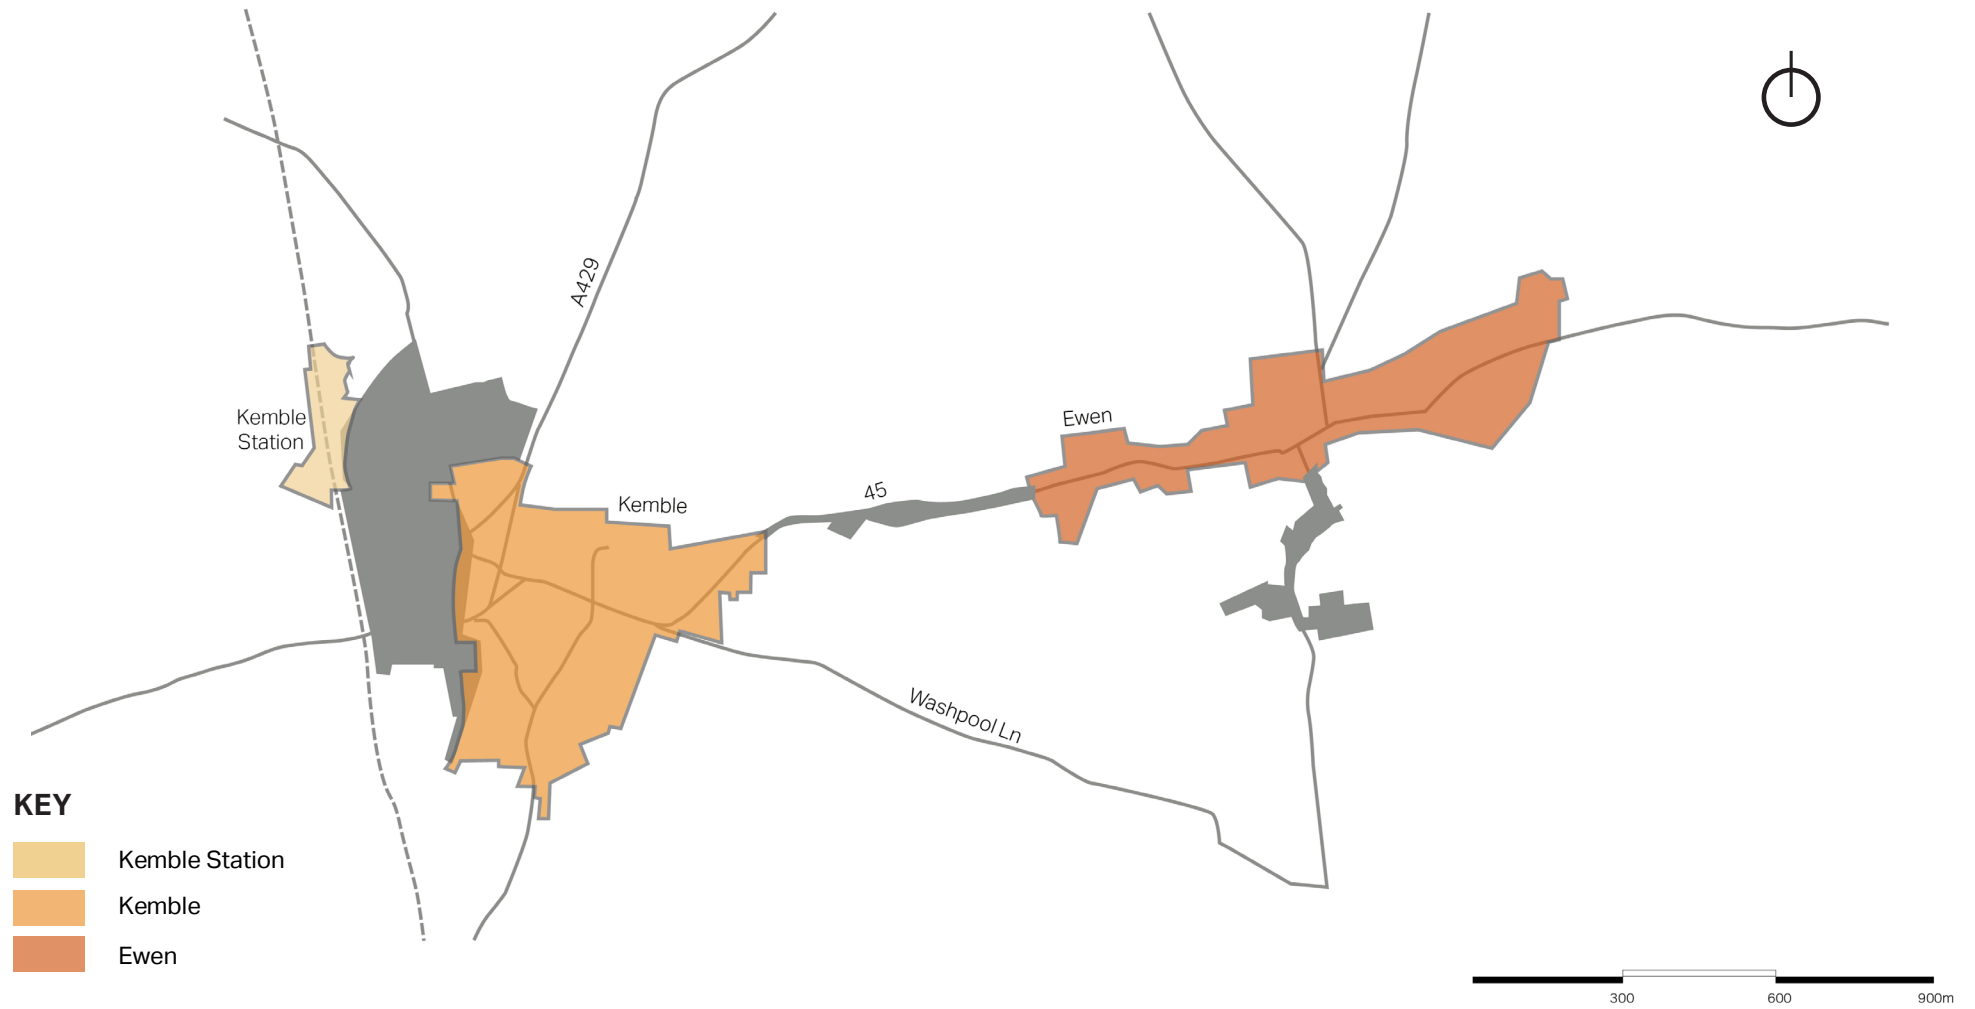 A429
Kemble
Station
Ewen
45
Kemble
Washpool Ln
KEY
Kemble Station
Kemble
Ewen
300 600 900m